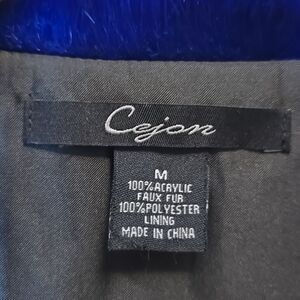 Cejon
M
100%ACRYLIC
FAUX FUR
100%POLYESTER
LINING
MADE IN CHINA